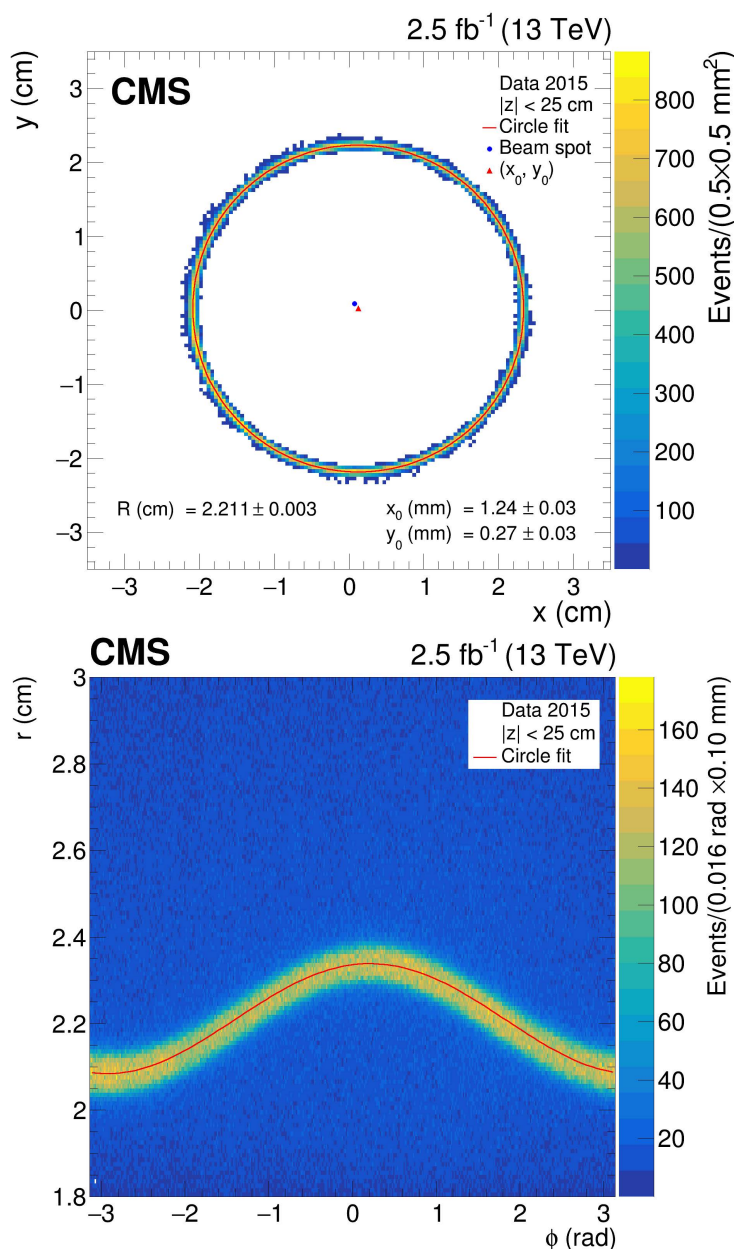 2.5 fb⁻¹ (13 TeV)
CMS
Data 2015
|z| < 25 cm
Circle fit
Beam spot
(x₀, y₀)
y (cm)
3
2
1
0
−1
−2
−3
R (cm) = 2.211 ± 0.003
x₀ (mm) = 1.24 ± 0.03
y₀ (mm) = 0.27 ± 0.03
−3 −2 −1 0 1 2 3
x (cm)
800
700
600
500
400
300
200
100
Events/(0.5×0.5 mm²)
CMS
2.5 fb⁻¹ (13 TeV)
r (cm)
3
2.8
2.6
2.4
2.2
2
1.8
Data 2015
|z| < 25 cm
Circle fit
−3 −2 −1 0 1 2 3
ϕ (rad)
160
140
120
100
80
60
40
20
Events/(0.016 rad ×0.10 mm)